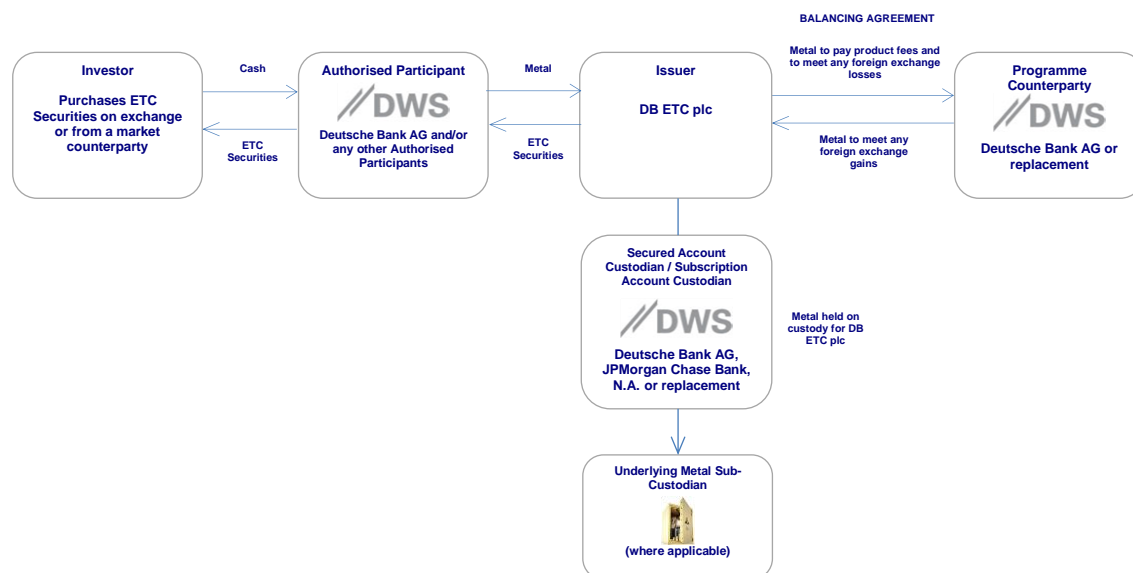 BALANCING AGREEMENT
Investor
Purchases ETC
Securities on exchange
or from a market
counterparty
Cash
ETC
Securities
Authorised Participant
DWS
Deutsche Bank AG and/or
any other Authorised
Participants
Metal
ETC
Securities
Issuer
DB ETC plc
Metal to pay product fees and
to meet any foreign exchange
losses
Metal to meet any
foreign exchange
gains
Programme
Counterparty
DWS
Deutsche Bank AG or
replacement
Secured Account
Custodian / Subscription
Account Custodian
DWS
Deutsche Bank AG,
JPMorgan Chase Bank,
N.A. or replacement
Metal held on
custody for DB
ETC plc
Underlying Metal Sub-
Custodian
(where applicable)